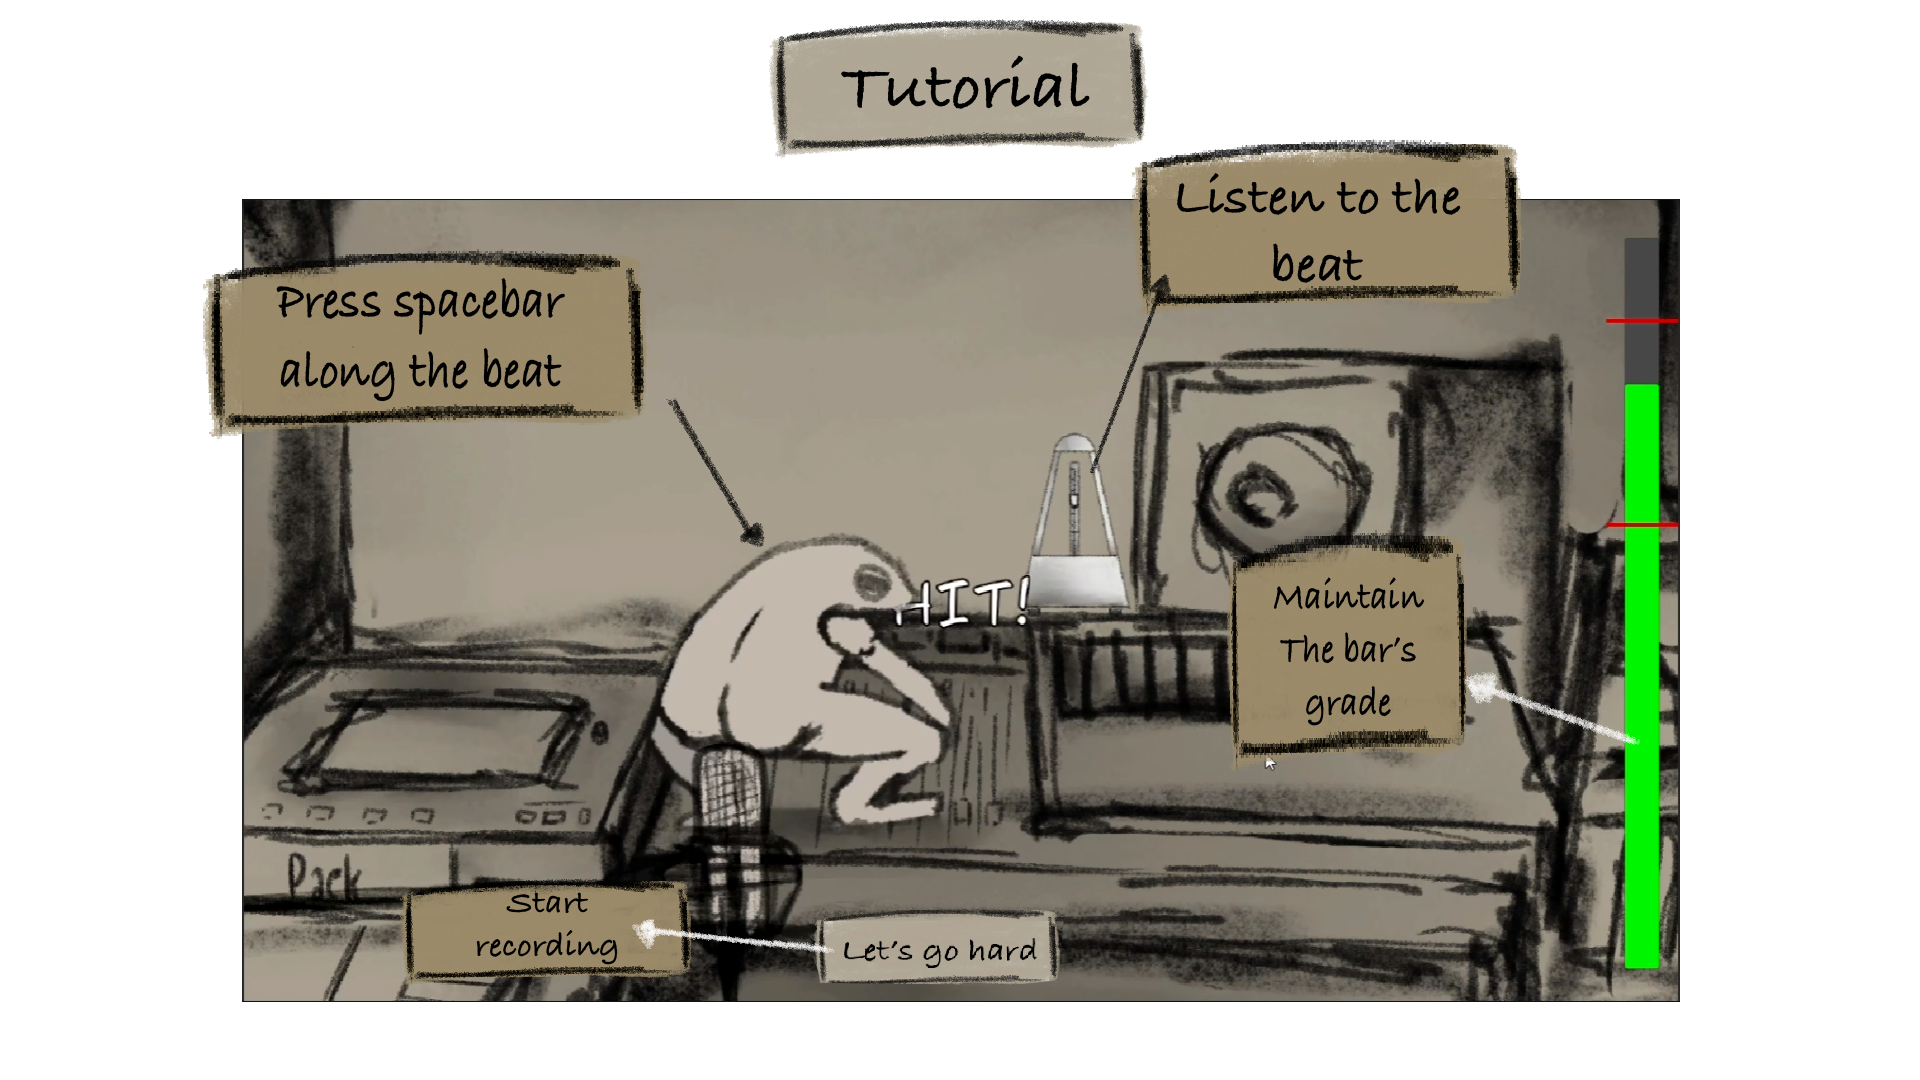 Tutorial
Listen to the
beat
Press spacebar
along the beat
HIT!
Maintain
The bar's
grade
Pack
Start
recording
Let's go hard